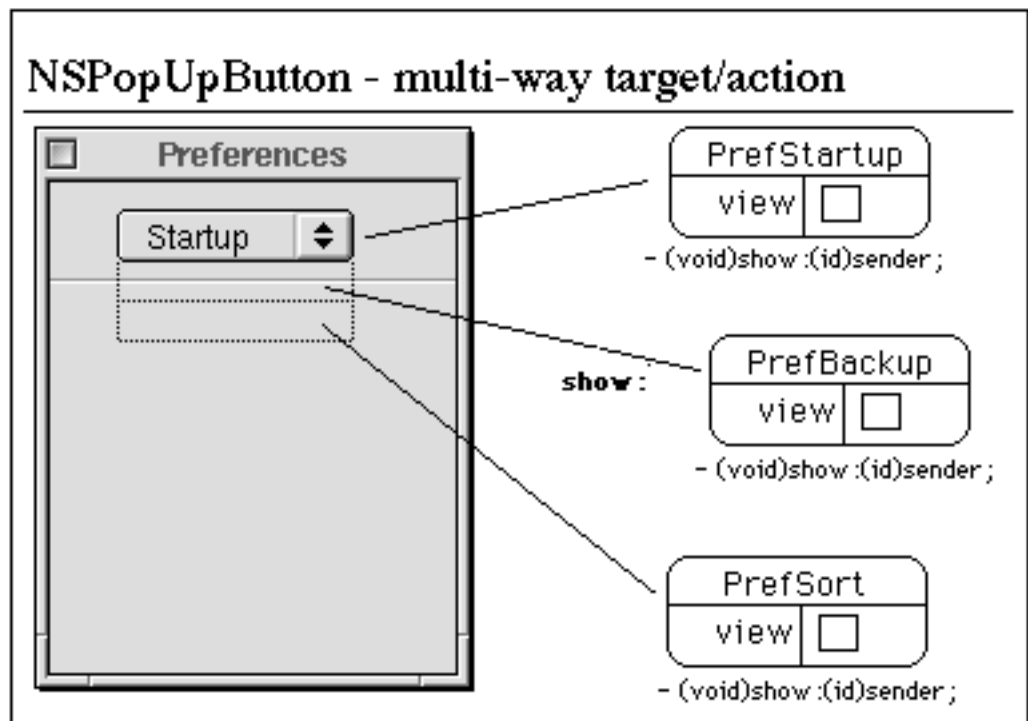 NSPopUpButton - multi-way target/action
Preferences
Startup
PrefStartup
view
- (void)show:(id)sender;
show:
PrefBackup
view
- (void)show:(id)sender;
PrefSort
view
- (void)show:(id)sender;